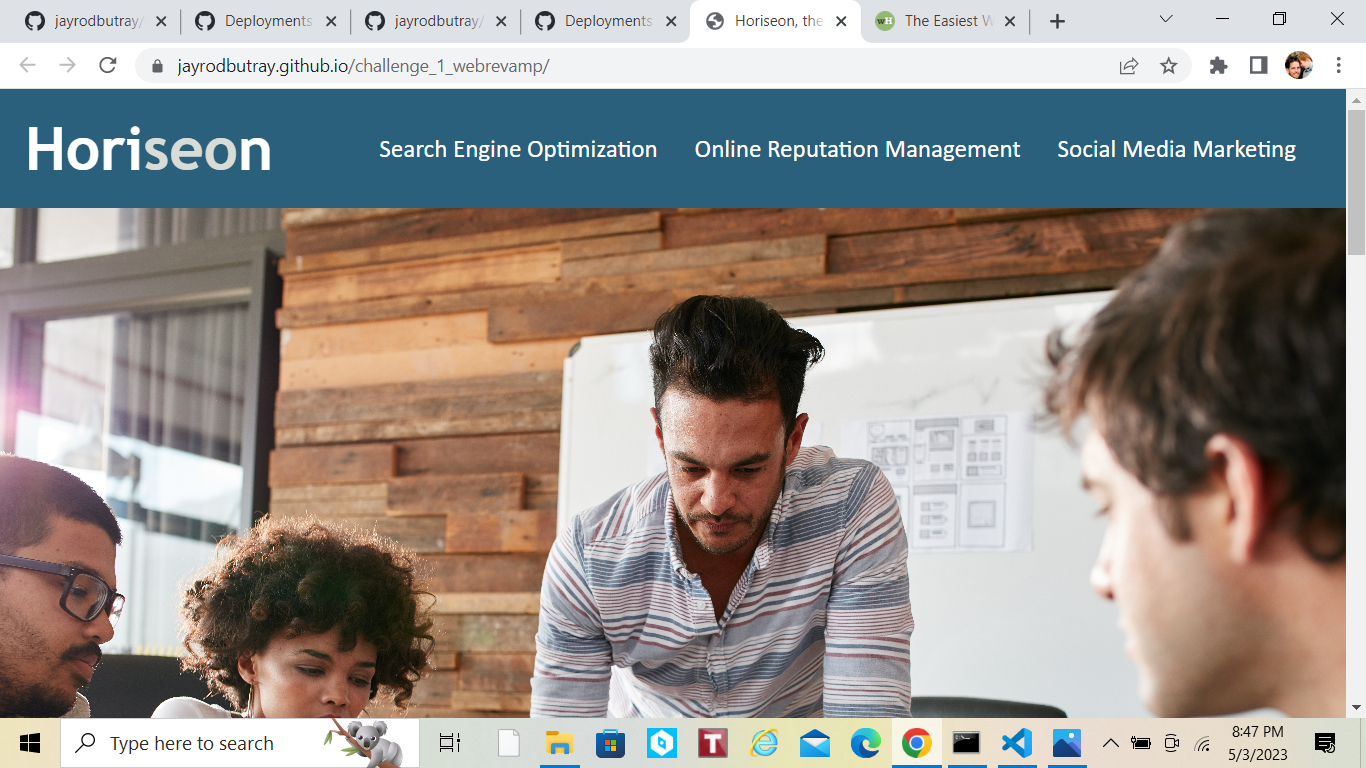 jayrodbutray/
Deployments
jayrodbutray/
Deployments
Horiseon, the
The Easiest W
jayrodbutray.github.io/challenge_1_webrevamp/
Horiseon
Search Engine Optimization
Online Reputation Management
Social Media Marketing
Type here to search
8:47 PM
5/3/2023